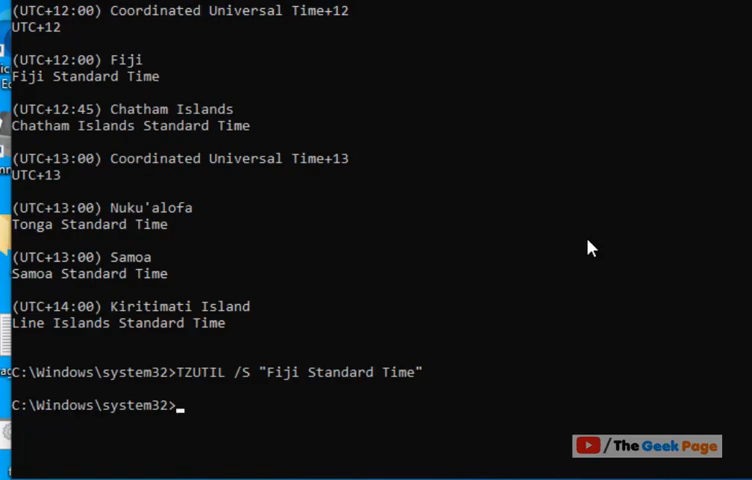 (UTC+12:00) Coordinated Universal Time+12
UTC+12
(UTC+12:00) Fiji
Fiji Standard Time
(UTC+12:45) Chatham Islands
Chatham Islands Standard Time
(UTC+13:00) Coordinated Universal Time+13
UTC+13
(UTC+13:00) Nuku'alofa
Tonga Standard Time
(UTC+13:00) Samoa
Samoa Standard Time
(UTC+14:00) Kiritimati Island
Line Islands Standard Time
C:\Windows\system32>TZUTIL /S "Fiji Standard Time"
C:\Windows\system32>
/The Geek Page